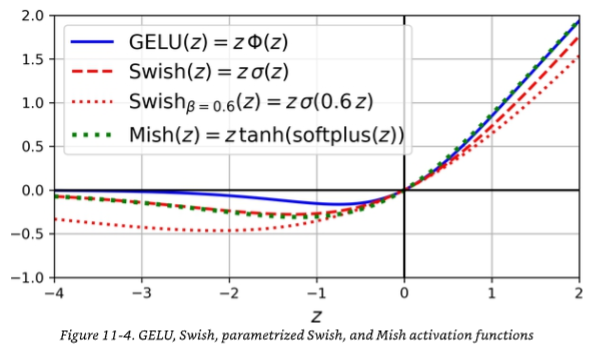 2.0
1.5
1.0
0.5
0.0
−0.5
−1.0
GELU(z) = z Φ(z)
Swish(z) = z σ(z)
Swish_{β = 0.6}(z) = z σ(0.6 z)
Mish(z) = z tanh(softplus(z))
−4 −3 −2 −1 0 1 2
z
Figure 11-4. GELU, Swish, parametrized Swish, and Mish activation functions